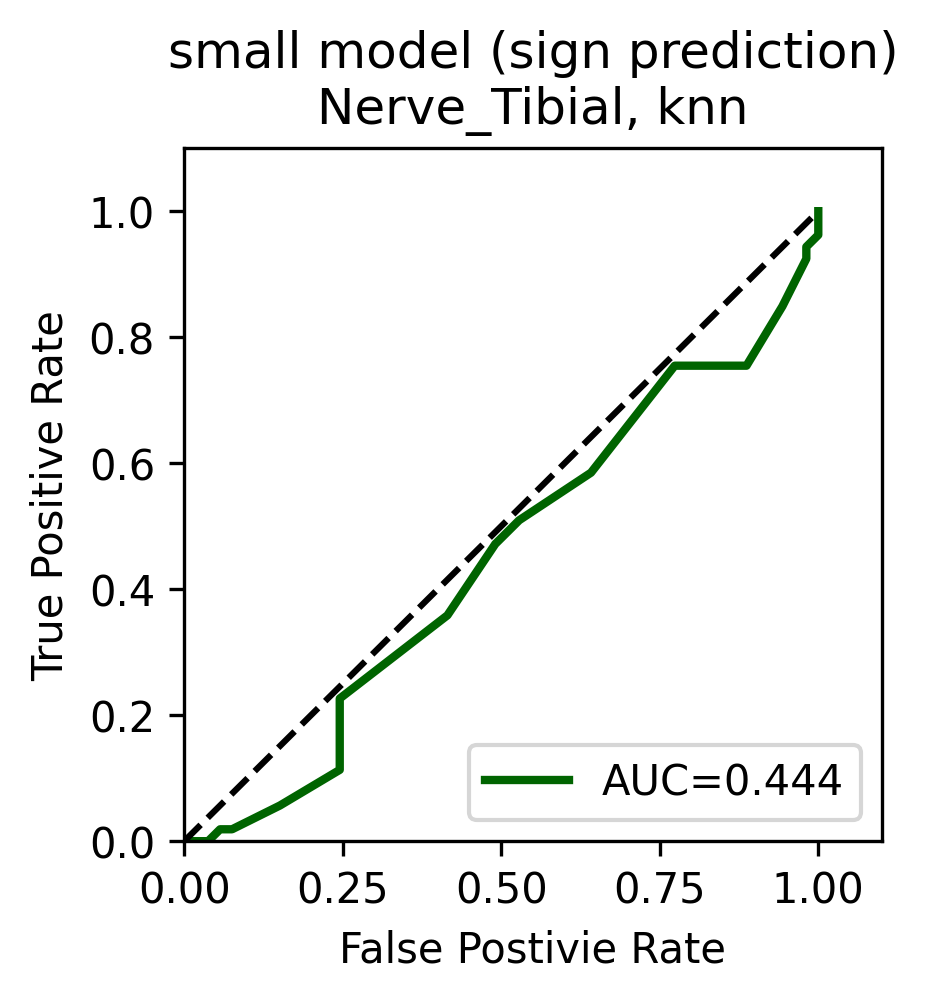 small model (sign prediction)
Nerve_Tibial, knn
True Positive Rate
1.0
0.8
0.6
0.4
0.2
0.0
AUC=0.444
0.00 0.25 0.50 0.75 1.00
False Postivie Rate